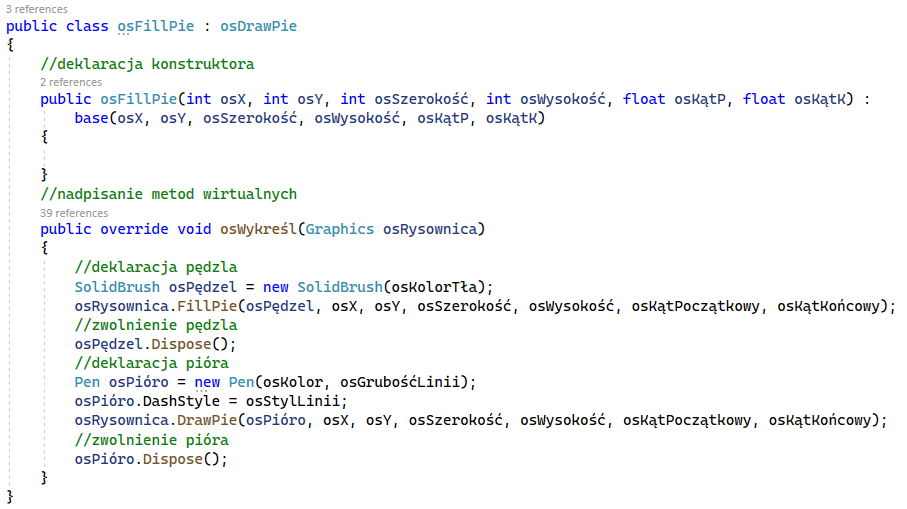 3 references
public class osFillPie : osDrawPie
{
//deklaracja konstruktora
2 references
public osFillPie(int osX, int osY, int osSzerokość, int osWysokość, float osKątP, float osKątK) :
base(osX, osY, osSzerokość, osWysokość, osKątP, osKątK)
{
}
//nadpisanie metod wirtualnych
39 references
public override void osWykreśl(Graphics osRysownica)
{
//deklaracja pędzla
SolidBrush osPędzel = new SolidBrush(osKolorTła);
osRysownica.FillPie(osPędzel, osX, osY, osSzerokość, osWysokość, osKątPoczątkowy, osKątKońcowy);
//zwolnienie pędzla
osPędzel.Dispose();
//deklaracja pióra
Pen osPióro = new Pen(osKolor, osGrubośćLinii);
osPióro.DashStyle = osStylLinii;
osRysownica.DrawPie(osPióro, osX, osY, osSzerokość, osWysokość, osKątPoczątkowy, osKątKońcowy);
//zwolnienie pióra
osPióro.Dispose();
}
}